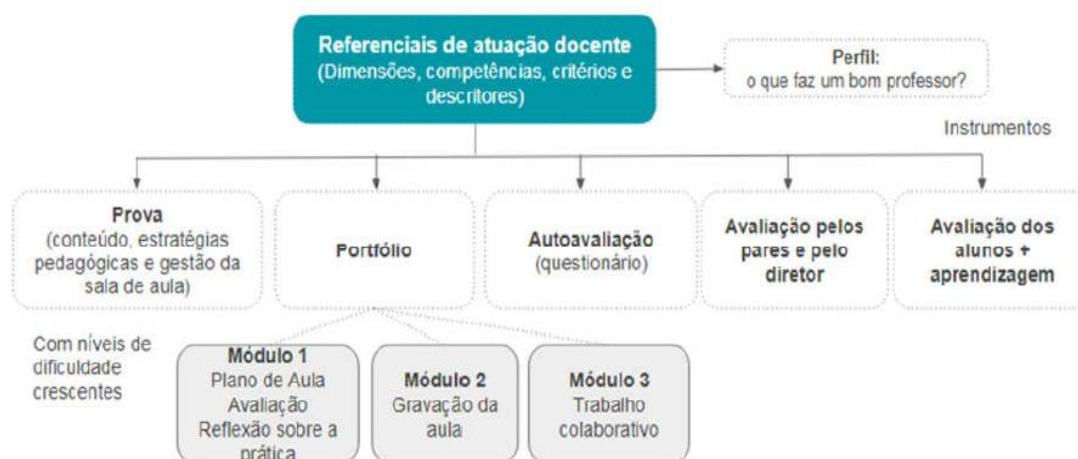 Referenciais de atuação docente
(Dimensões, competências, critérios e
descritores)
Perfil:
o que faz um bom professor?
Instrumentos
Prova
(conteúdo, estratégias
pedagógicas e gestão da
sala de aula)
Portfólio
Autoavaliação
(questionário)
Avaliação pelos
pares e pelo
diretor
Avaliação dos
alunos +
aprendizagem
Com níveis de
dificuldade
crescentes
Módulo 1
Plano de Aula
Avaliação
Reflexão sobre a
prática
Módulo 2
Gravação da
aula
Módulo 3
Trabalho
colaborativo